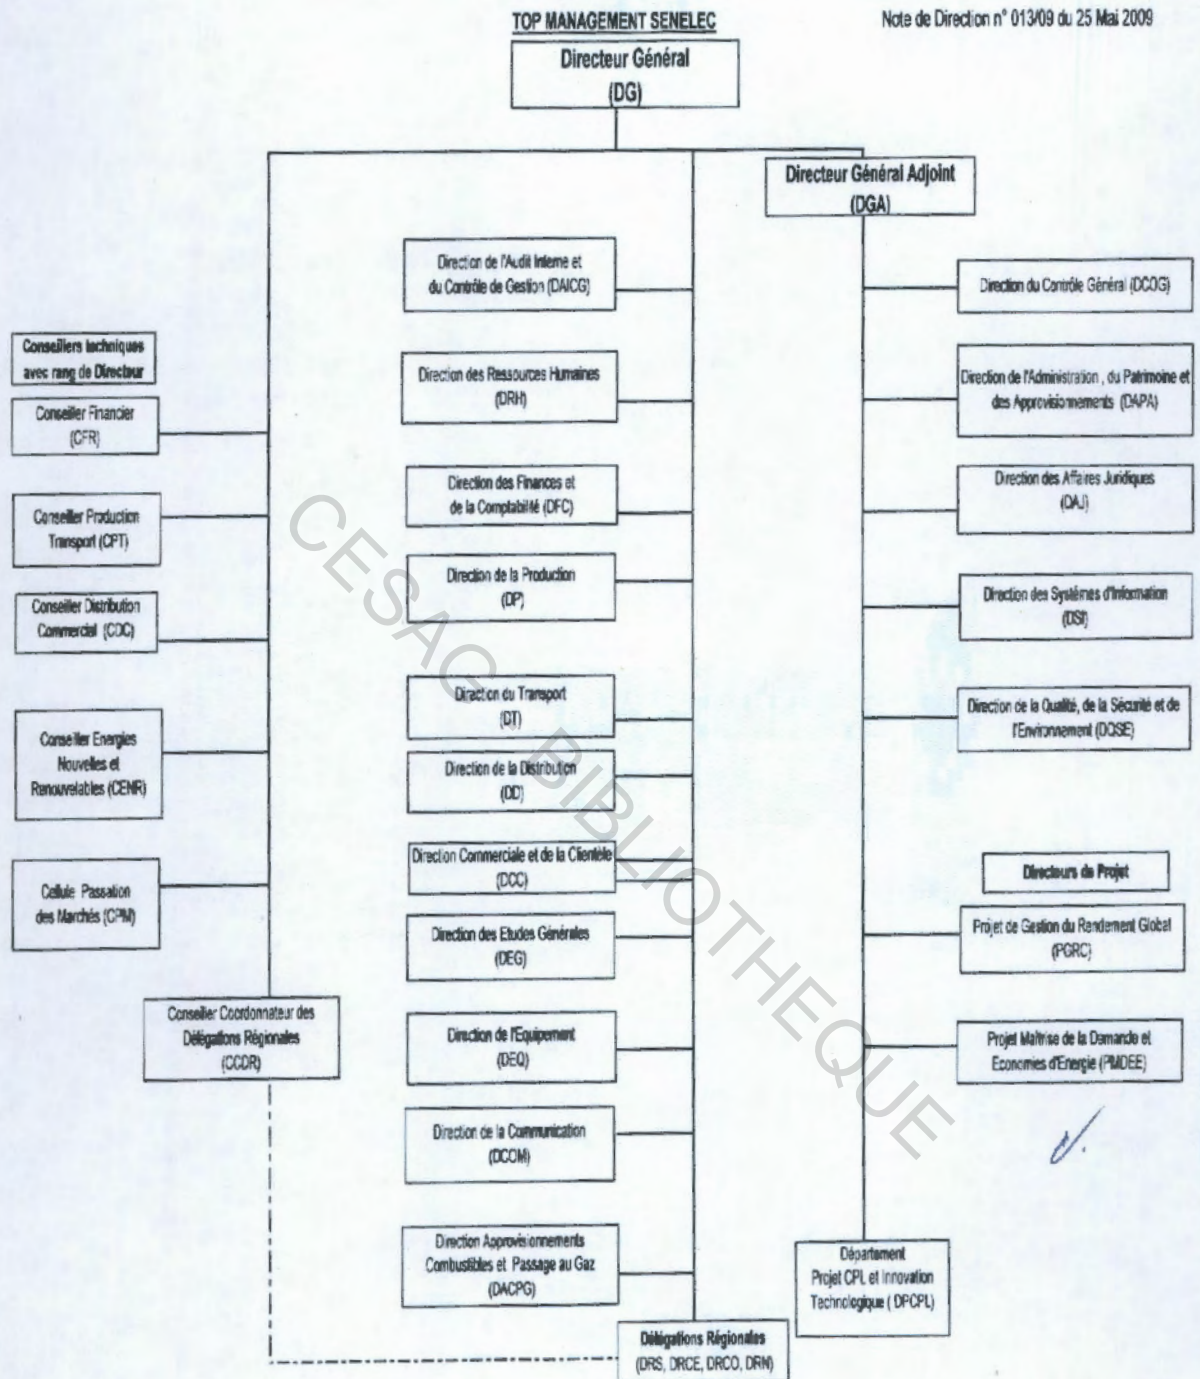 TOP MANAGEMENT SENELEC
Note de Direction n° 013/09 du 25 Mai 2009
Directeur Général
(DG)
Directeur Général Adjoint
(DGA)
Conseillers techniques
avec rang de Directeur
Conseiller Financier
(CFR)
Conseiller Production
Transport (CPT)
Conseiller Distribution
Commercial (CDC)
Conseiller Energies
Nouvelles et
Renouvelables (CENR)
Cellule Passation
des Marchés (CPM)
Conseiller Coordonnateur des
Délégations Régionales
(CCDR)
Direction de l'Audit Interne et
du Contrôle de Gestion (DAICG)
Direction des Ressources Humaines
(DRH)
Direction des Finances et
de la Comptabilité (DFC)
Direction de la Production
(DP)
Direction du Transport
(DT)
Direction de la Distribution
(DD)
Direction Commerciale et de la Clientèle
(DCC)
Direction des Etudes Générales
(DEG)
Direction de l'Equipement
(DEQ)
Direction de la Communication
(DCOM)
Direction Approvisionnements
Combustibles et Passage au Gaz
(DACPG)
Délégations Régionales
(DRS, DRCE, DRCO, DRN)
Direction du Contrôle Général (DCOG)
Direction de l'Administration , du Patrimoine et
des Approvisionnements (DAPA)
Direction des Affaires Juridiques
(DAJ)
Direction des Systèmes d'Information
(DSI)
Direction de la Qualité, de la Sécurité et de
l'Environnement (DQSE)
Directeurs de Projet
Projet de Gestion du Rendement Global
(PGRG)
Projet Maîtrise de la Demande et
Economies d'Energie (PMDEE)
Département
Projet CPL et Innovation
Technologique ( DPCPL)
CESAG - BIBLIOTHEQUE